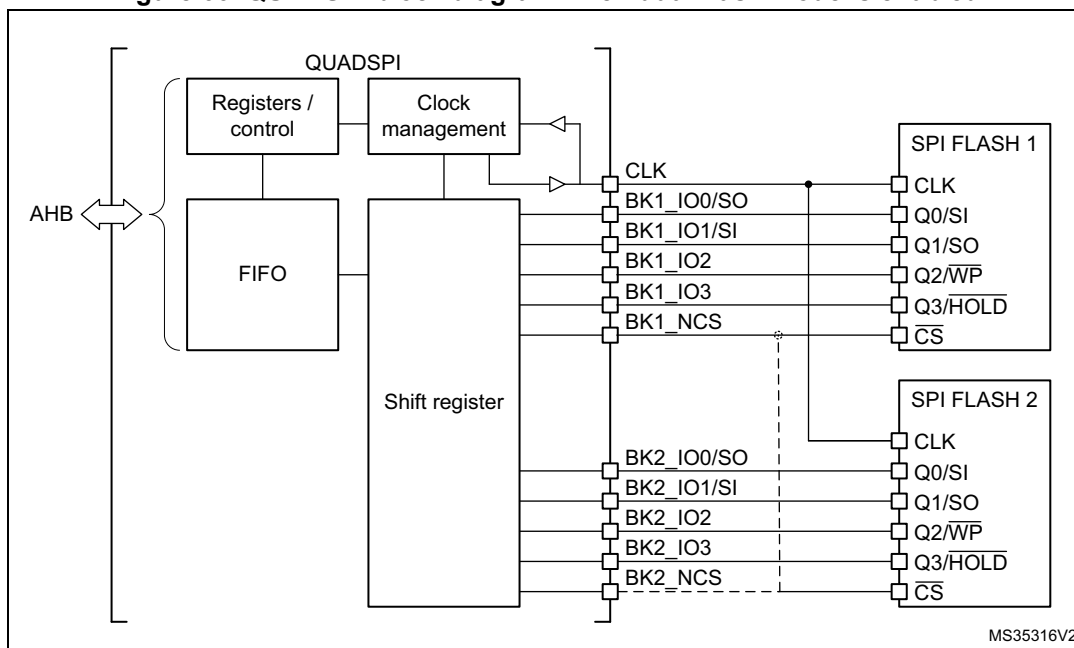 QUADSPI
Registers /
control
Clock
management
AHB
FIFO
Shift register
CLK
BK1_IO0/SO
BK1_IO1/SI
BK1_IO2
BK1_IO3
BK1_NCS
BK2_IO0/SO
BK2_IO1/SI
BK2_IO2
BK2_IO3
BK2_NCS
SPI FLASH 1
CLK
Q0/SI
Q1/SO
Q2/WP
Q3/HOLD
CS
SPI FLASH 2
CLK
Q0/SI
Q1/SO
Q2/WP
Q3/HOLD
CS
MS35316V2